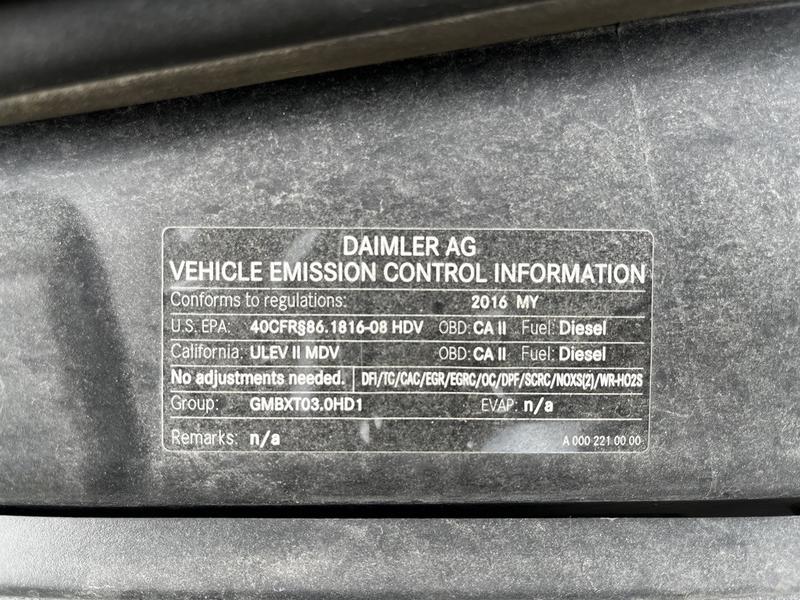 DAIMLER AG
VEHICLE EMISSION CONTROL INFORMATION
Conforms to regulations: 2016 MY
U.S. EPA: 40CFR§86.1816-08 HDV OBD: CA II Fuel: Diesel
California: ULEV II MDV OBD: CA II Fuel: Diesel
No adjustments needed. DFI/TC/CAC/EGR/EGRC/OC/DPF/SCRC/NOXS(2)/WR-HO2S
Group: GMBXT03.0HD1 EVAP: n/a
Remarks: n/a A 000 221 00 00